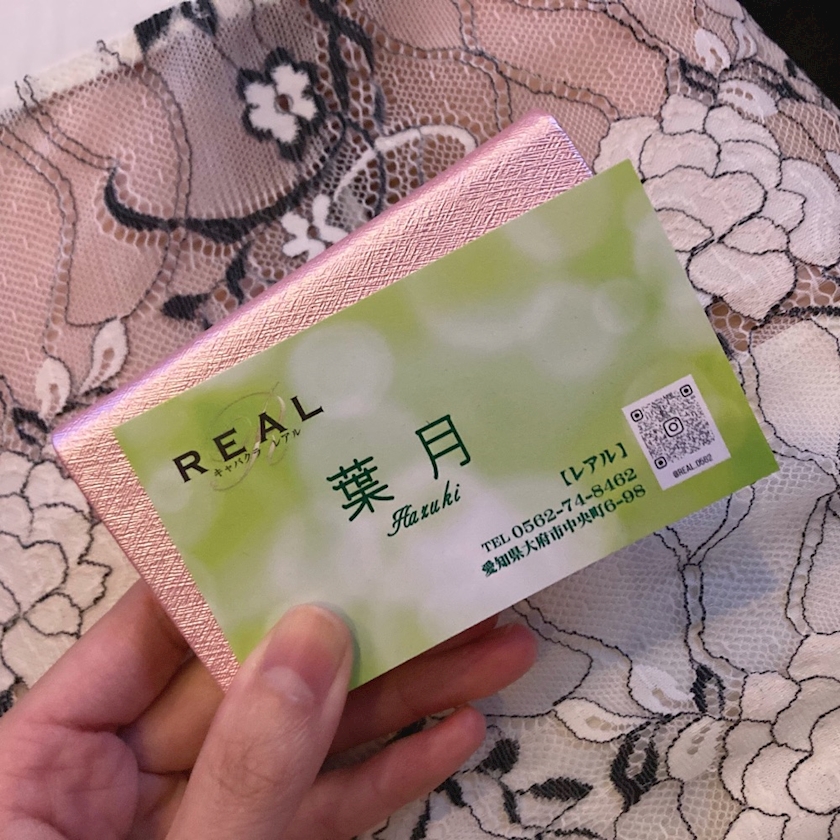 REAL
キャバクラ レアル
葉月
Hazuki
【レアル】
TEL 0562-74-8462
愛知県大府市中央町6-98
@REAL.0562